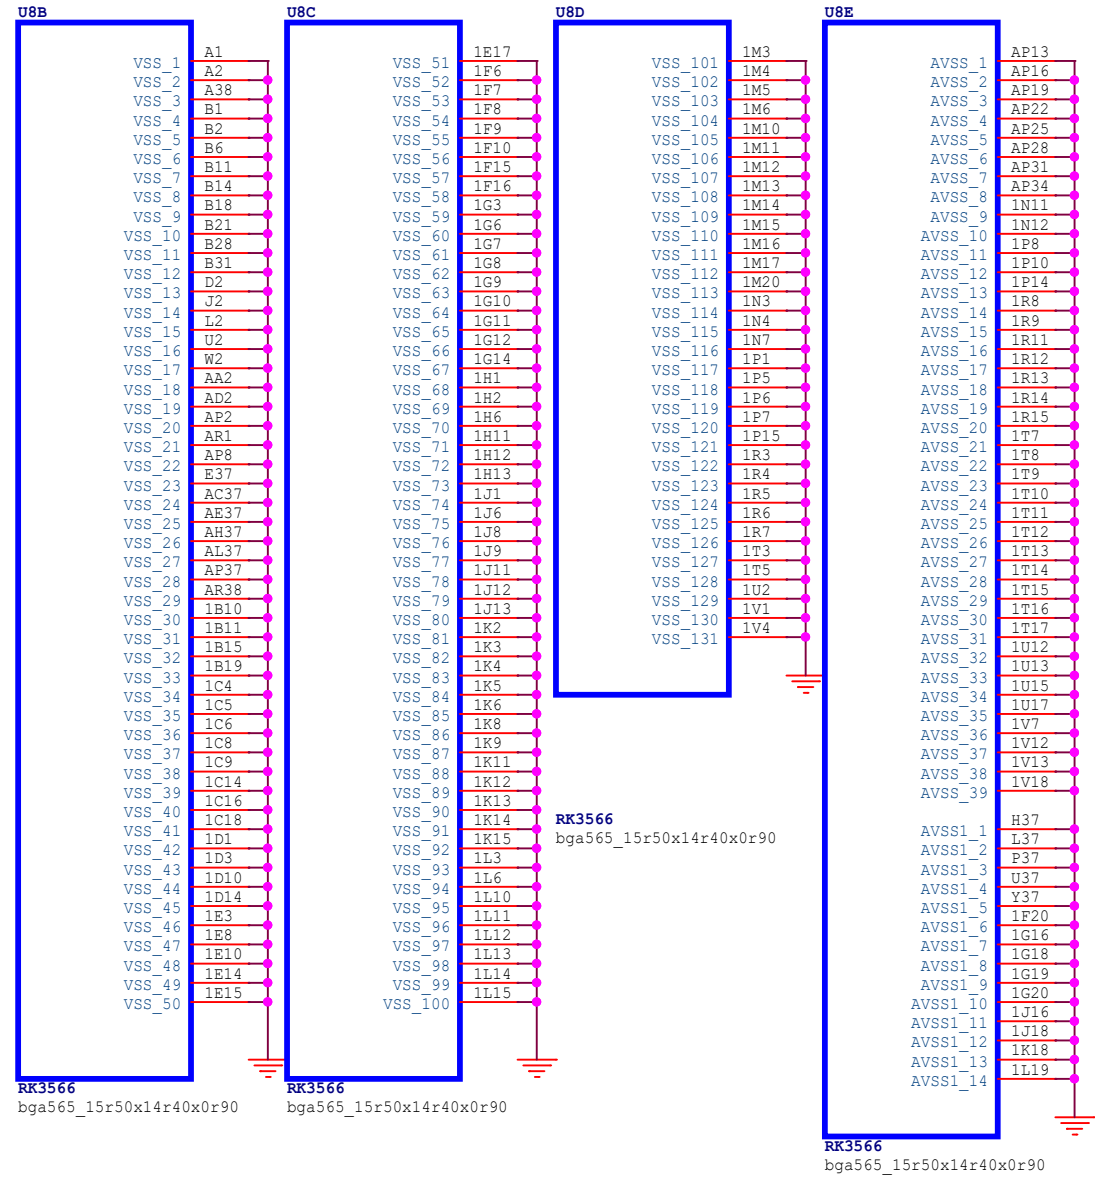 U8B
VSS_1 A1
VSS_2 A2
VSS_3 A38
VSS_4 B1
VSS_5 B2
VSS_6 B6
VSS_7 B11
VSS_8 B14
VSS_9 B18
VSS_10 B21
VSS_11 B28
VSS_12 B31
VSS_13 D2
VSS_14 J2
VSS_15 L2
VSS_16 U2
VSS_17 W2
VSS_18 AA2
VSS_19 AD2
VSS_20 AP2
VSS_21 AR1
VSS_22 AP8
VSS_23 E37
VSS_24 AC37
VSS_25 AE37
VSS_26 AH37
VSS_27 AL37
VSS_28 AP37
VSS_29 AR38
VSS_30 1B10
VSS_31 1B11
VSS_32 1B15
VSS_33 1B19
VSS_34 1C4
VSS_35 1C5
VSS_36 1C6
VSS_37 1C8
VSS_38 1C9
VSS_39 1C14
VSS_40 1C16
VSS_41 1C18
VSS_42 1D1
VSS_43 1D3
VSS_44 1D10
VSS_45 1D14
VSS_46 1E3
VSS_47 1E8
VSS_48 1E10
VSS_49 1E14
VSS_50 1E15
RK3566
bga565_15r50x14r40x0r90
U8C
VSS_51 1E17
VSS_52 1F6
VSS_53 1F7
VSS_54 1F8
VSS_55 1F9
VSS_56 1F10
VSS_57 1F15
VSS_58 1F16
VSS_59 1G3
VSS_60 1G6
VSS_61 1G7
VSS_62 1G8
VSS_63 1G9
VSS_64 1G10
VSS_65 1G11
VSS_66 1G12
VSS_67 1G14
VSS_68 1H1
VSS_69 1H2
VSS_70 1H6
VSS_71 1H11
VSS_72 1H12
VSS_73 1H13
VSS_74 1J1
VSS_75 1J6
VSS_76 1J8
VSS_77 1J9
VSS_78 1J11
VSS_79 1J12
VSS_80 1J13
VSS_81 1K2
VSS_82 1K3
VSS_83 1K4
VSS_84 1K5
VSS_85 1K6
VSS_86 1K8
VSS_87 1K9
VSS_88 1K11
VSS_89 1K12
VSS_90 1K13
VSS_91 1K14
VSS_92 1K15
VSS_93 1L3
VSS_94 1L6
VSS_95 1L10
VSS_96 1L11
VSS_97 1L12
VSS_98 1L13
VSS_99 1L14
VSS_100 1L15
RK3566
bga565_15r50x14r40x0r90
U8D
VSS_101 1M3
VSS_102 1M4
VSS_103 1M5
VSS_104 1M6
VSS_105 1M10
VSS_106 1M11
VSS_107 1M12
VSS_108 1M13
VSS_109 1M14
VSS_110 1M15
VSS_111 1M16
VSS_112 1M17
VSS_113 1M20
VSS_114 1N3
VSS_115 1N4
VSS_116 1N7
VSS_117 1P1
VSS_118 1P5
VSS_119 1P6
VSS_120 1P7
VSS_121 1P15
VSS_122 1R3
VSS_123 1R4
VSS_124 1R5
VSS_125 1R6
VSS_126 1R7
VSS_127 1T3
VSS_128 1T5
VSS_129 1U2
VSS_130 1V1
VSS_131 1V4
RK3566
bga565_15r50x14r40x0r90
U8E
AVSS_1 AP13
AVSS_2 AP16
AVSS_3 AP19
AVSS_4 AP22
AVSS_5 AP25
AVSS_6 AP28
AVSS_7 AP31
AVSS_8 AP34
AVSS_9 1N11
AVSS_10 1N12
AVSS_11 1P8
AVSS_12 1P10
AVSS_13 1P14
AVSS_14 1R8
AVSS_15 1R9
AVSS_16 1R11
AVSS_17 1R12
AVSS_18 1R13
AVSS_19 1R14
AVSS_20 1R15
AVSS_21 1T7
AVSS_22 1T8
AVSS_23 1T9
AVSS_24 1T10
AVSS_25 1T11
AVSS_26 1T12
AVSS_27 1T13
AVSS_28 1T14
AVSS_29 1T15
AVSS_30 1T16
AVSS_31 1T17
AVSS_32 1U12
AVSS_33 1U13
AVSS_34 1U15
AVSS_35 1U17
AVSS_36 1V7
AVSS_37 1V12
AVSS_38 1V13
AVSS_39 1V18
AVSS1_1 H37
AVSS1_2 L37
AVSS1_3 P37
AVSS1_4 U37
AVSS1_5 Y37
AVSS1_6 1F20
AVSS1_7 1G16
AVSS1_8 1G18
AVSS1_9 1G19
AVSS1_10 1G20
AVSS1_11 1J16
AVSS1_12 1J18
AVSS1_13 1K18
AVSS1_14 1L19
RK3566
bga565_15r50x14r40x0r90